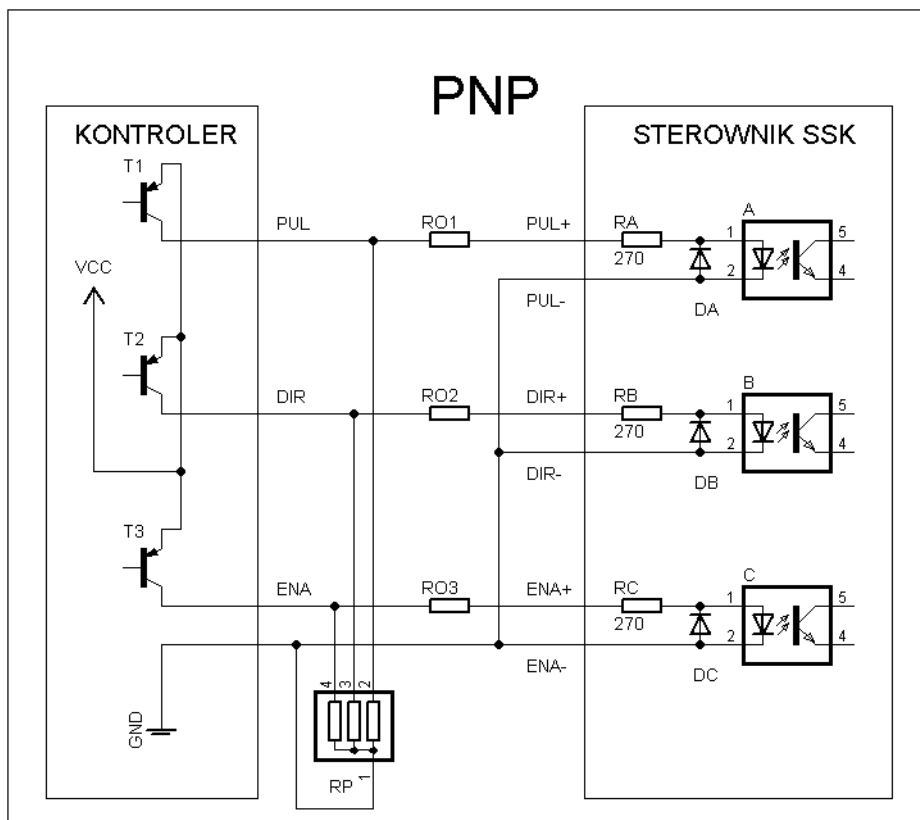 PNP
KONTROLER
STEROWNIK SSK
T1
PUL
RO1
PUL+
RA
270
A
1
2
5
4
PUL-
DA
VCC
T2
DIR
RO2
DIR+
RB
270
B
1
2
5
4
DIR-
DB
T3
ENA
RO3
ENA+
RC
270
C
1
2
5
4
ENA-
DC
GND
4
3
2
RP
1